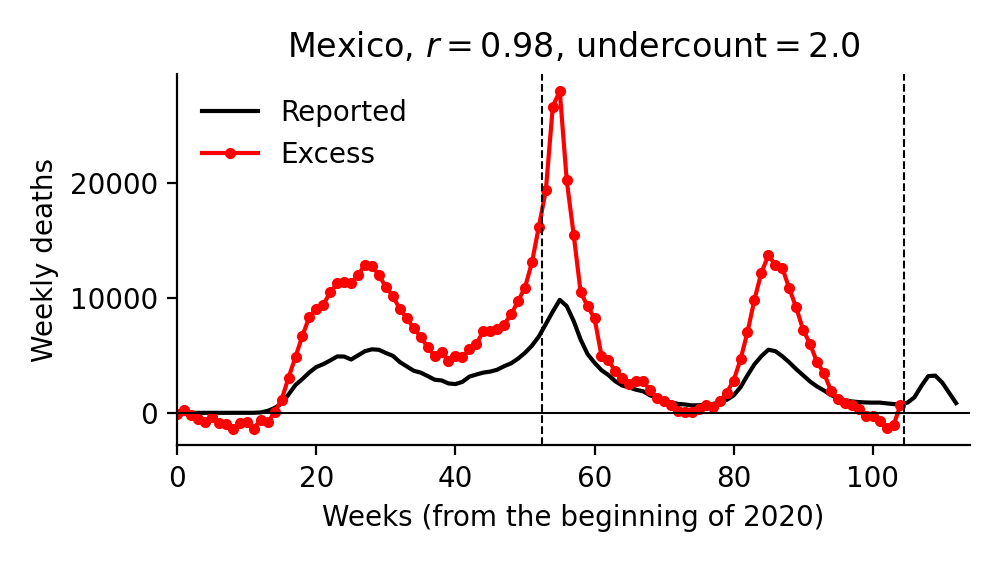 Mexico, r = 0.98, undercount = 2.0
Reported
Excess
Weekly deaths
20000
10000
0
0 20 40 60 80 100
Weeks (from the beginning of 2020)